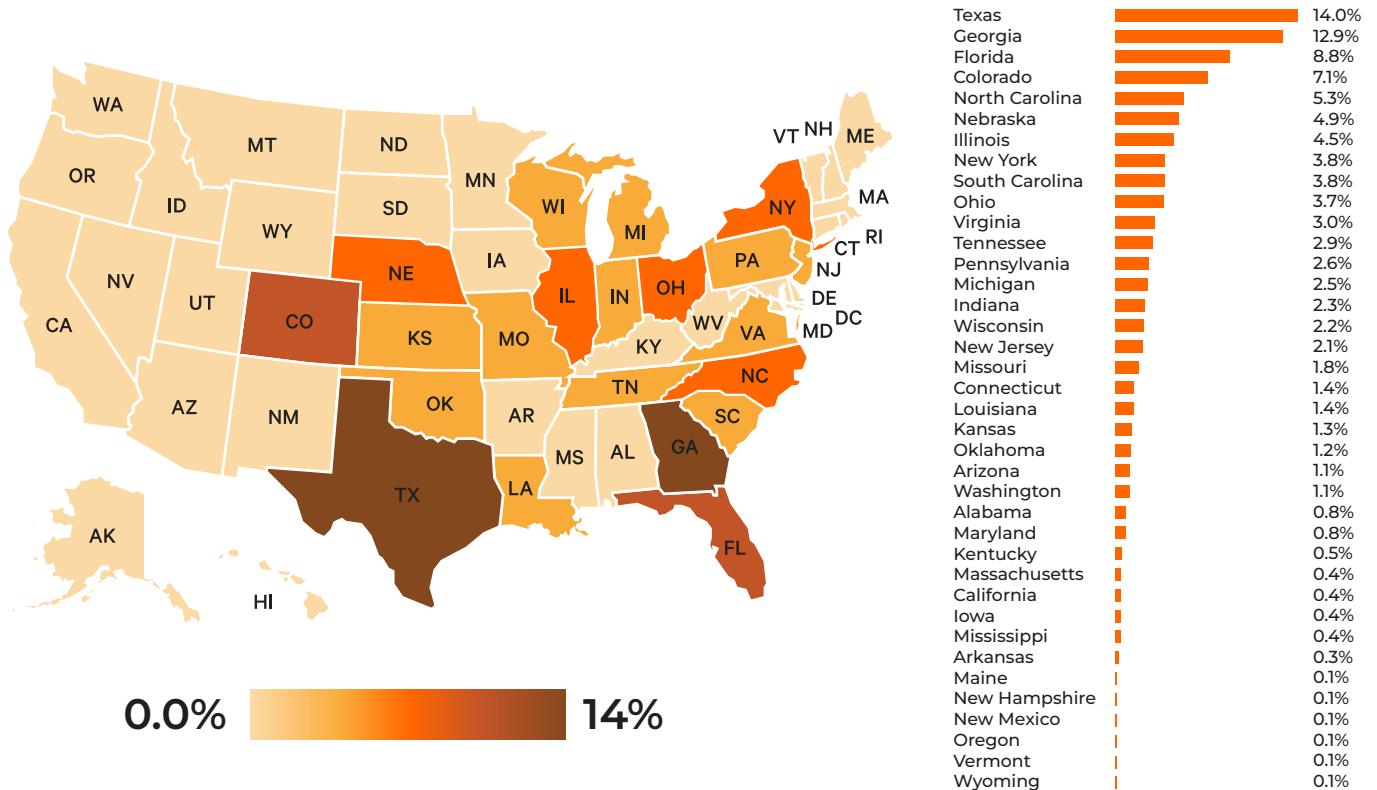 WA
OR
CA
NV
ID
MT
WY
UT
AZ
CO
NM
ND
SD
NE
KS
OK
TX
MN
IA
MO
AR
LA
WI
IL
MI
IN
OH
KY
TN
MS
AL
GA
FL
SC
NC
VA
WV
PA
NY
VT
NH
ME
MA
RI
CT
NJ
DE
DC
MD
AK
HI
0.0%
14%
Texas 14.0%
Georgia 12.9%
Florida 8.8%
Colorado 7.1%
North Carolina 5.3%
Nebraska 4.9%
Illinois 4.5%
New York 3.8%
South Carolina 3.8%
Ohio 3.7%
Virginia 3.0%
Tennessee 2.9%
Pennsylvania 2.6%
Michigan 2.5%
Indiana 2.3%
Wisconsin 2.2%
New Jersey 2.1%
Missouri 1.8%
Connecticut 1.4%
Louisiana 1.4%
Kansas 1.3%
Oklahoma 1.2%
Arizona 1.1%
Washington 1.1%
Alabama 0.8%
Maryland 0.8%
Kentucky 0.5%
Massachusetts 0.4%
California 0.4%
Iowa 0.4%
Mississippi 0.4%
Arkansas 0.3%
Maine 0.1%
New Hampshire 0.1%
New Mexico 0.1%
Oregon 0.1%
Vermont 0.1%
Wyoming 0.1%